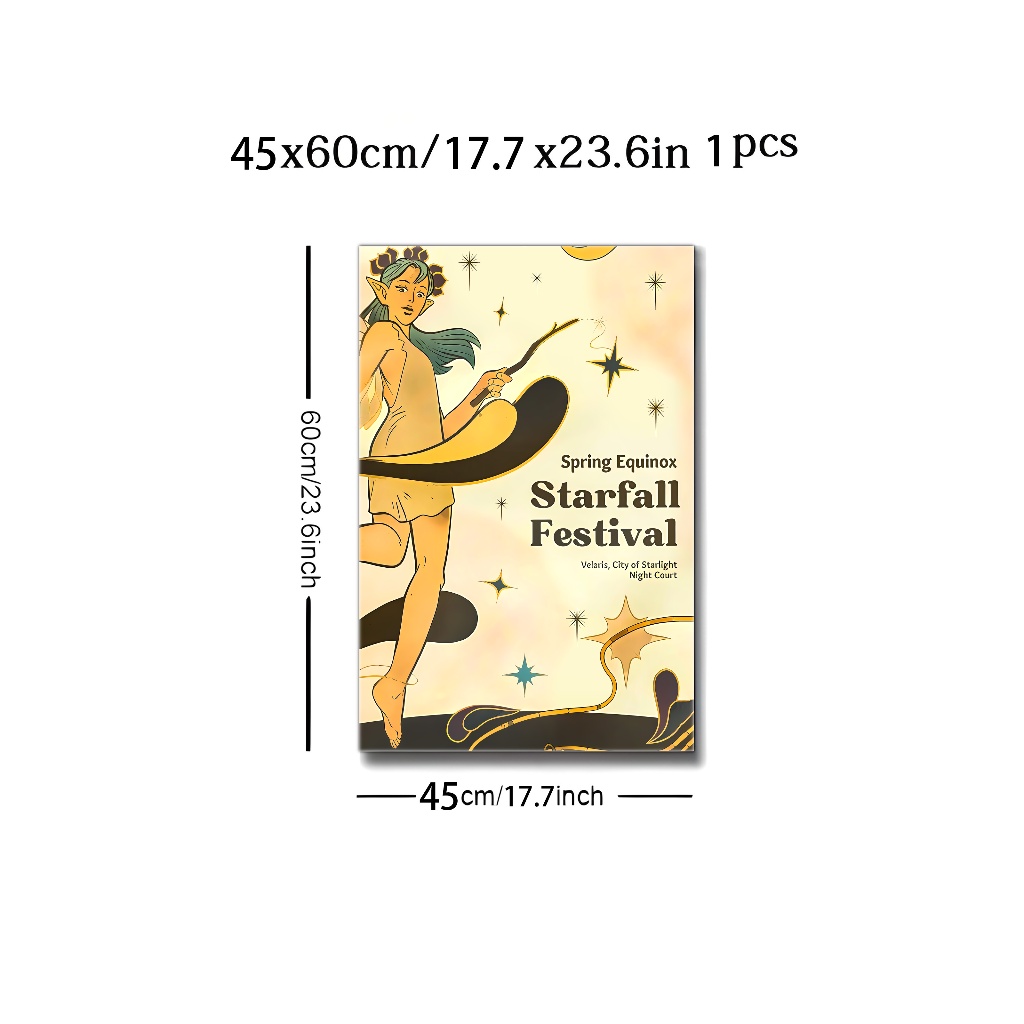 45x60cm/17.7 x23.6in 1pcs
60cm/23.6inch
Spring Equinox
Starfall
Festival
Velaris, City of Starlight
Night Court
45cm/17.7inch